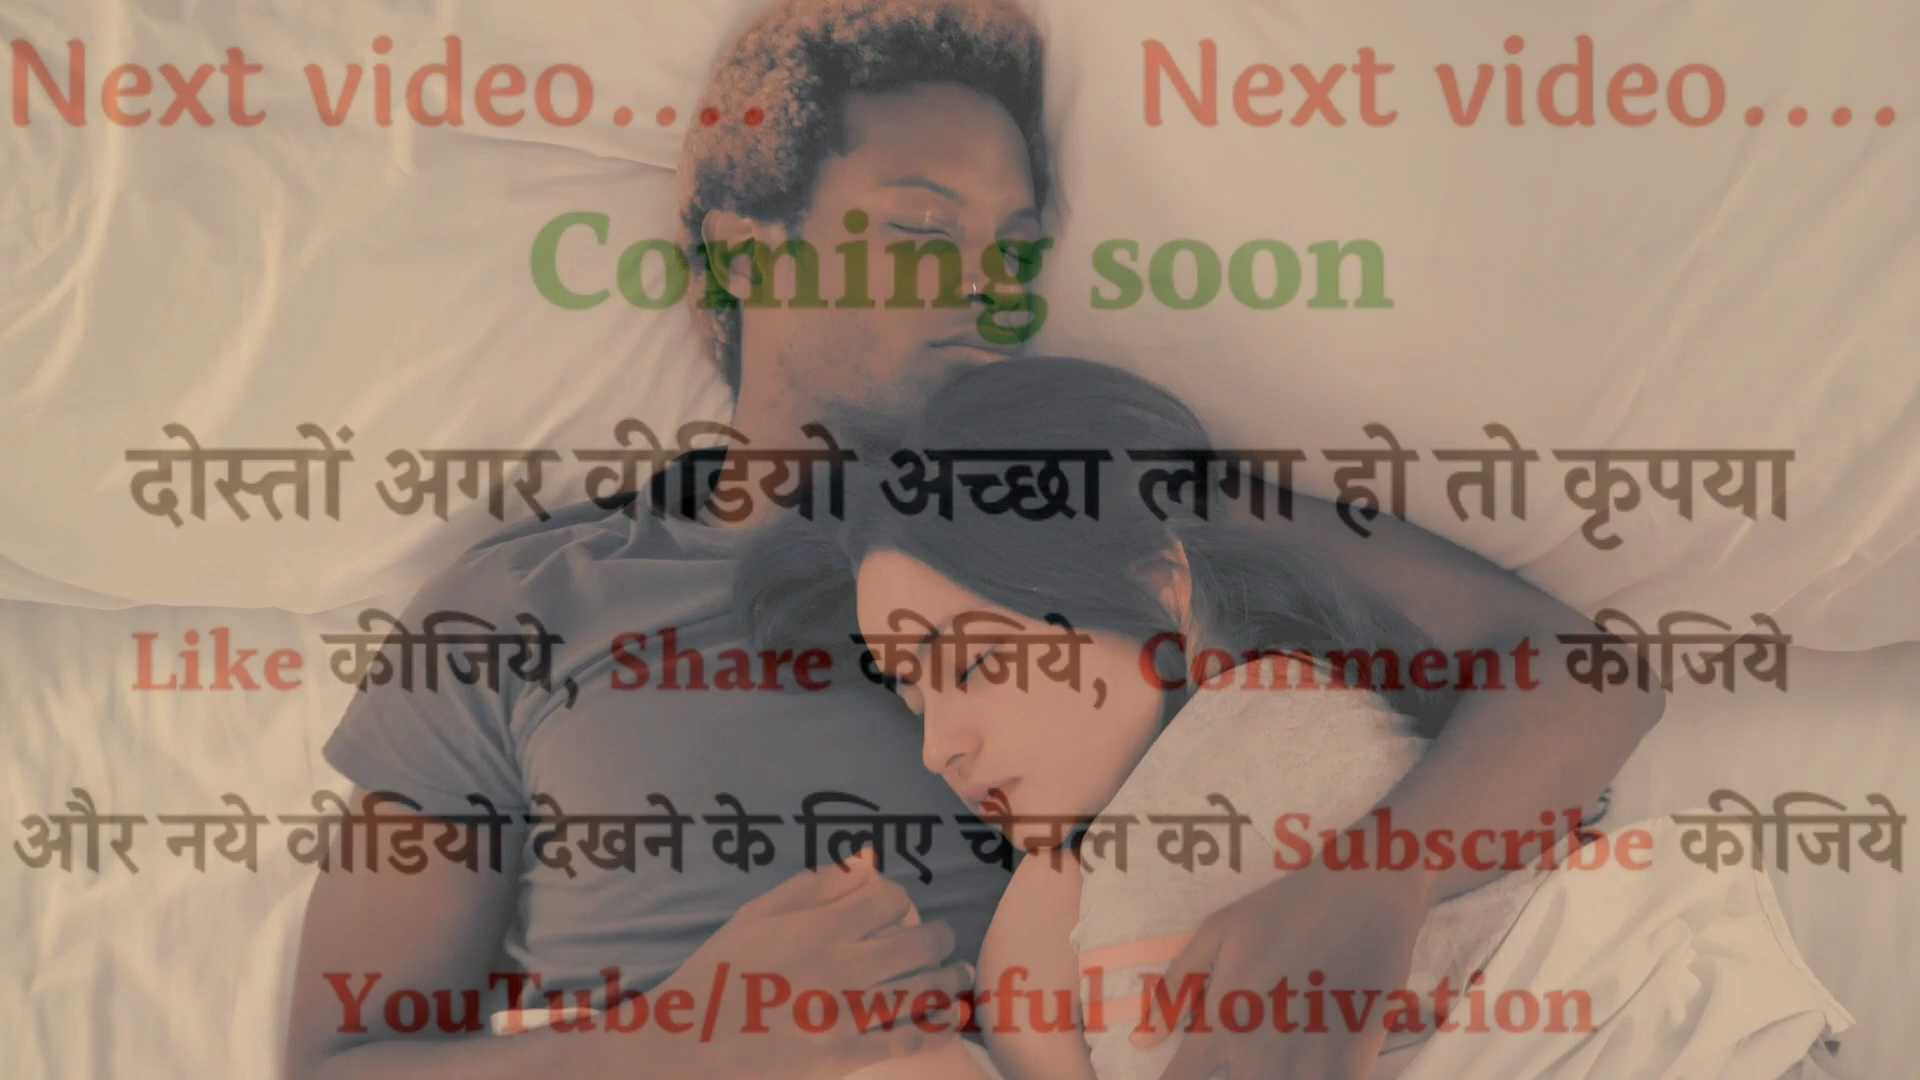 Next video.... Next video....
Coming soon
दोस्तों अगर वीडियो अच्छा लगा हो तो कृपया
Like कीजिये, Share कीजिये, Comment कीजिये
और नये वीडियो देखने के लिए चैनल को Subscribe कीजिये
YouTube/Powerful Motivation